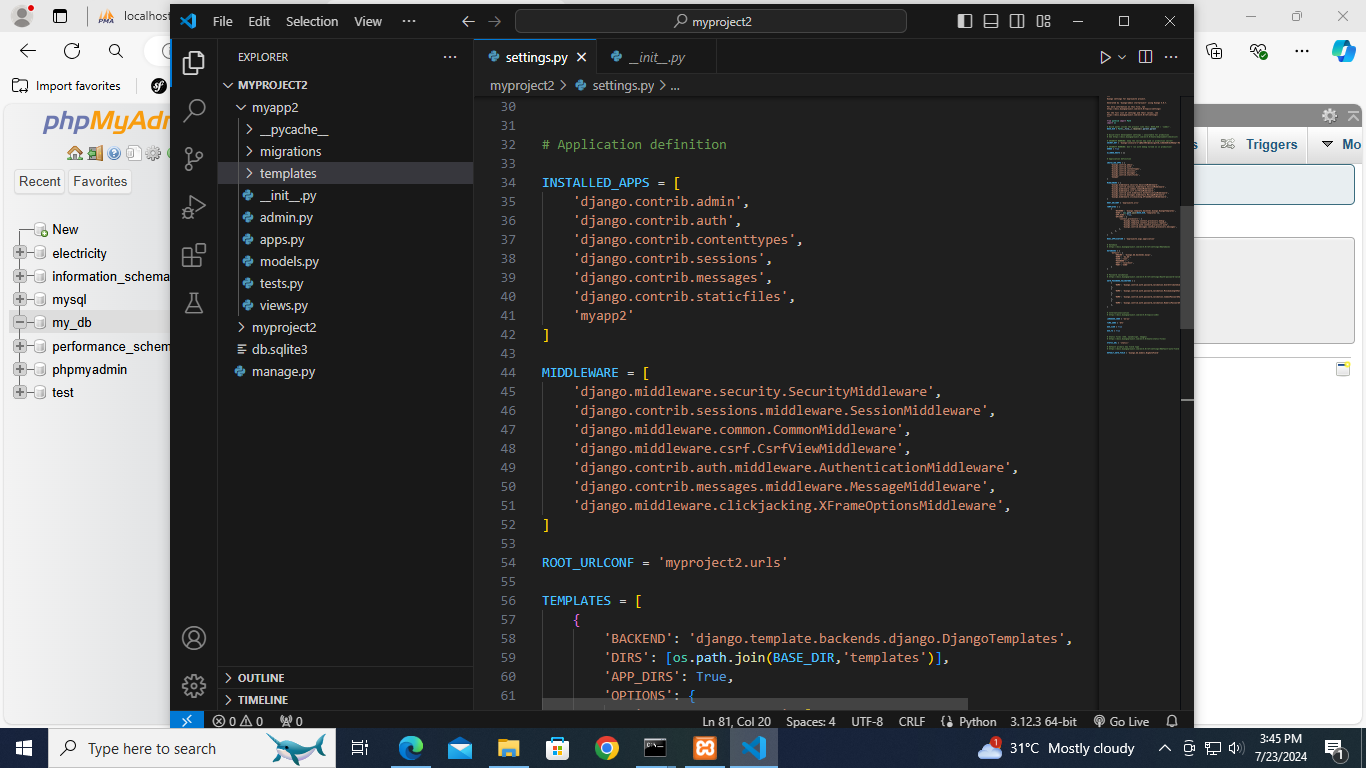 File Edit Selection View ··· myproject2
localhos
Import favorites
phpMyAdm
Recent Favorites
New
electricity
information_schema
mysql
my_db
performance_schem
phpmyadmin
test
EXPLORER ···
MYPROJECT2
myapp2
__pycache__
migrations
templates
__init__.py
admin.py
apps.py
models.py
tests.py
views.py
myproject2
db.sqlite3
manage.py
OUTLINE
TIMELINE
settings.py __init__.py
myproject2 > settings.py > ...
30
31
32 # Application definition
33
34 INSTALLED_APPS = [
35 'django.contrib.admin',
36 'django.contrib.auth',
37 'django.contrib.contenttypes',
38 'django.contrib.sessions',
39 'django.contrib.messages',
40 'django.contrib.staticfiles',
41 'myapp2'
42 ]
43
44 MIDDLEWARE = [
45 'django.middleware.security.SecurityMiddleware',
46 'django.contrib.sessions.middleware.SessionMiddleware',
47 'django.middleware.common.CommonMiddleware',
48 'django.middleware.csrf.CsrfViewMiddleware',
49 'django.contrib.auth.middleware.AuthenticationMiddleware',
50 'django.contrib.messages.middleware.MessageMiddleware',
51 'django.middleware.clickjacking.XFrameOptionsMiddleware',
52 ]
53
54 ROOT_URLCONF = 'myproject2.urls'
55
56 TEMPLATES = [
57 {
58 'BACKEND': 'django.template.backends.django.DjangoTemplates',
59 'DIRS': [os.path.join(BASE_DIR,'templates')],
60 'APP_DIRS': True,
61 'OPTIONS': {
s Triggers Mo
0 0 0 Ln 81, Col 20 Spaces: 4 UTF-8 CRLF Python 3.12.3 64-bit Go Live
Type here to search
31°C Mostly cloudy
3:45 PM
7/23/2024
1
1